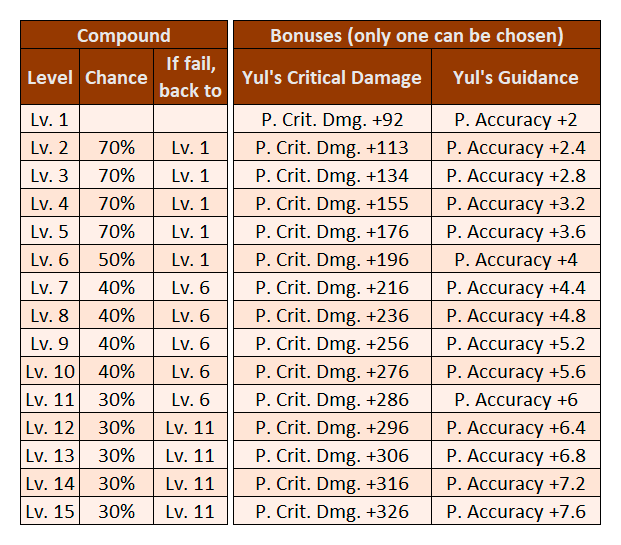 Compound Bonuses (only one can be chosen)
Level Chance If fail, back to Yul's Critical Damage Yul's Guidance
Lv. 1 P. Crit. Dmg. +92 P. Accuracy +2
Lv. 2 70% Lv. 1 P. Crit. Dmg. +113 P. Accuracy +2.4
Lv. 3 70% Lv. 1 P. Crit. Dmg. +134 P. Accuracy +2.8
Lv. 4 70% Lv. 1 P. Crit. Dmg. +155 P. Accuracy +3.2
Lv. 5 70% Lv. 1 P. Crit. Dmg. +176 P. Accuracy +3.6
Lv. 6 50% Lv. 1 P. Crit. Dmg. +196 P. Accuracy +4
Lv. 7 40% Lv. 6 P. Crit. Dmg. +216 P. Accuracy +4.4
Lv. 8 40% Lv. 6 P. Crit. Dmg. +236 P. Accuracy +4.8
Lv. 9 40% Lv. 6 P. Crit. Dmg. +256 P. Accuracy +5.2
Lv. 10 40% Lv. 6 P. Crit. Dmg. +276 P. Accuracy +5.6
Lv. 11 30% Lv. 6 P. Crit. Dmg. +286 P. Accuracy +6
Lv. 12 30% Lv. 11 P. Crit. Dmg. +296 P. Accuracy +6.4
Lv. 13 30% Lv. 11 P. Crit. Dmg. +306 P. Accuracy +6.8
Lv. 14 30% Lv. 11 P. Crit. Dmg. +316 P. Accuracy +7.2
Lv. 15 30% Lv. 11 P. Crit. Dmg. +326 P. Accuracy +7.6